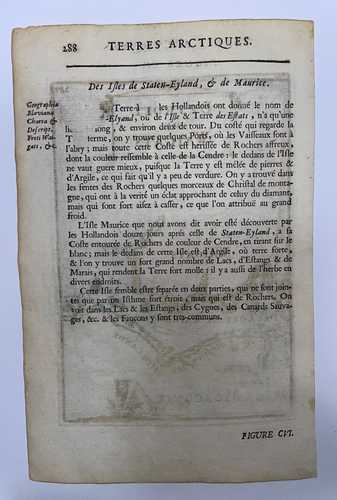 288 TERRES ARCTIQUES.
Des Isles de Staten-Eyland, & de Maurice.
Geographia
Blaviana
Charta &
Descript.
Freti Wai-
gats, &c.
Terre à les Hollandois ont donné le nom de
-Elyand, ou de l'Isle & Terre des Estats, n'a qu'une
long, & environ deux de tour. Du costé qui regarde la
Terme, on y trouve quelques Ports, où les Vaisseaux sont à
l'abry; mais toute cette Coste est herissée de Rochers affreux,
dont la couleur ressemble à celle de la Cendre: le dedans de l'Isle
ne vaut guere mieux, puisque la Terre y est mélée de pierres &
d'Argile, ce qui fait qu'il y a peu de verdure. On y a trouvé dans
les fentes des Rochers quelques morceaux de Christal de monta-
gne, qui ont à la verité un éclat approchant de celuy du diamant,
mais qui sont fort aisez à casser, ce que l'on attribuë au grand
froid.
L'Isle Maurice que nous avons dit avoir esté découverte par
les Hollandois douze jours aprés celle de Staten-Eyland, a sa
Coste entourée de Rochers de couleur de Cendre, en tirant sur le
blanc; mais le dedans de cette Isle est d'Argile, où terre forte,
& l'on y trouve un fort grand nombre de Lacs, d'Estangs & de
Marais, qui rendent la Terre fort molle: il y a aussi de l'herbe en
divers endroits.
Cette Isle semble estre separée en deux parties, qui ne sont join-
tes que par un Isthme fort étroit, mais qui est de Rochers. On
voit dans les Lacs & les Estangs, des Cygnes, des Canards Sauva-
ges, &c. & les Faucons y sont tres-communs.
FIGURE CVI.